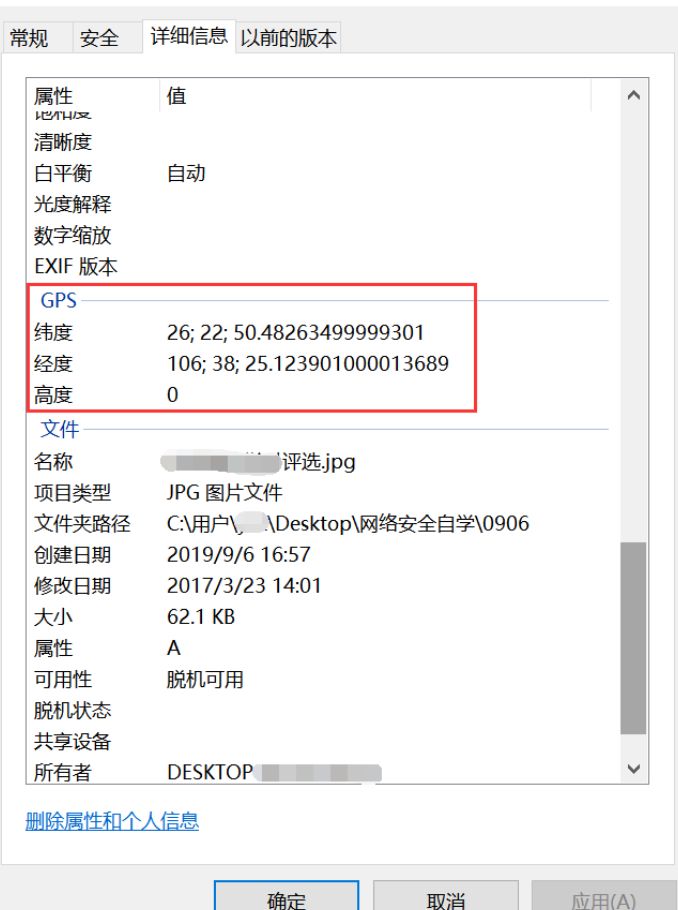 常规 安全 详细信息 以前的版本
属性 值
饱和度
清晰度
白平衡 自动
光度解释
数字缩放
EXIF 版本
GPS
纬度 26; 22; 50.48263499999301
经度 106; 38; 25.123901000013689
高度 0
文件
名称 评选.jpg
项目类型 JPG 图片文件
文件夹路径 C:\用户\ \Desktop\网络安全自学\0906
创建日期 2019/9/6 16:57
修改日期 2017/3/23 14:01
大小 62.1 KB
属性 A
可用性 脱机可用
脱机状态
共享设备
所有者 DESKTOP
删除属性和个人信息
确定 取消 应用(A)